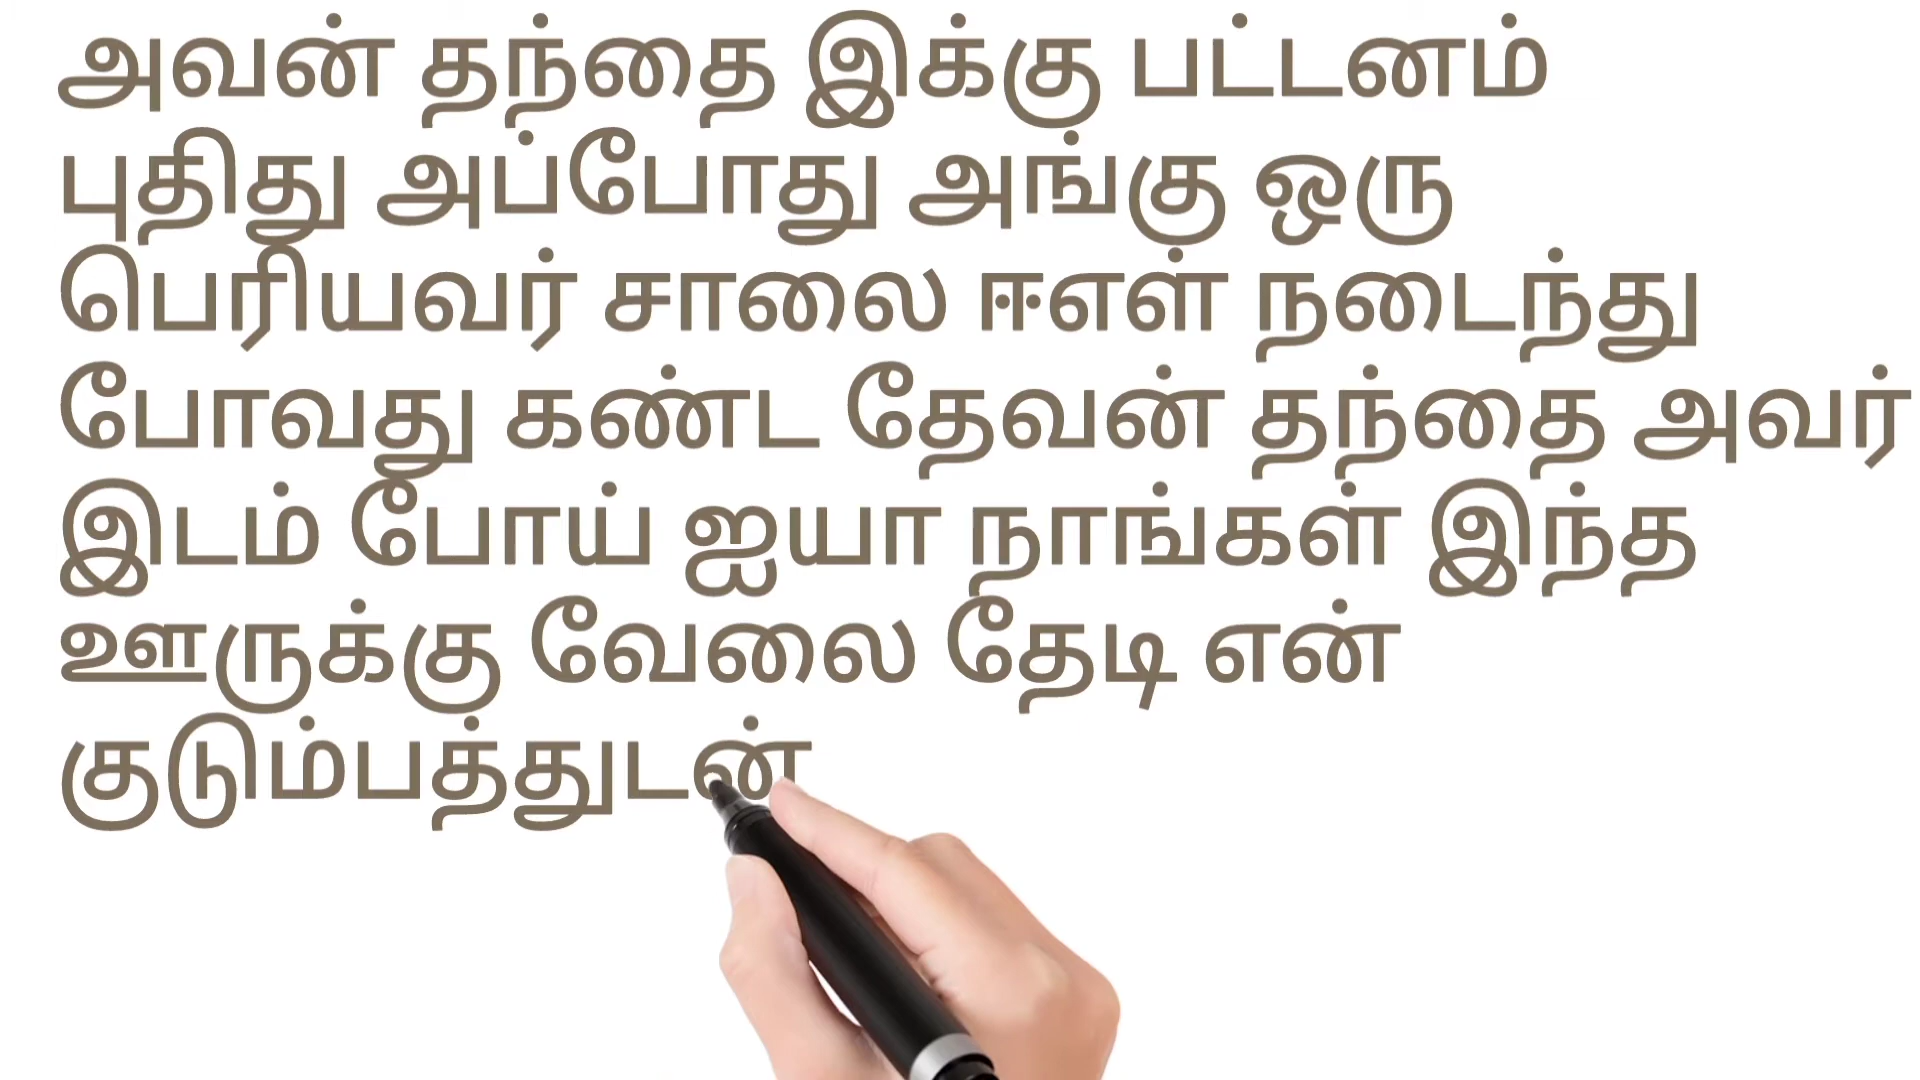 அவன் தந்தை இக்கு பட்டனம்
புதிது அப்போது அங்கு ஒரு
பெரியவர் சாலை ஈஎள் நடைந்து
போவது கண்ட தேவன் தந்தை அவர்
இடம் போய் ஐயா நாங்கள் இந்த
ஊருக்கு வேலை தேடி என்
குடும்பத்துடன்